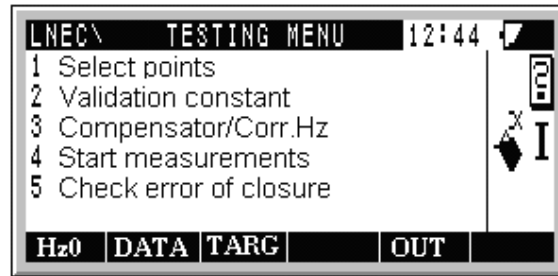 LNEC\ TESTING MENU 12:44
1 Select points
2 Validation constant
3 Compensator/Corr.Hz
4 Start measurements
5 Check error of closure
Hz0 DATA TARG OUT